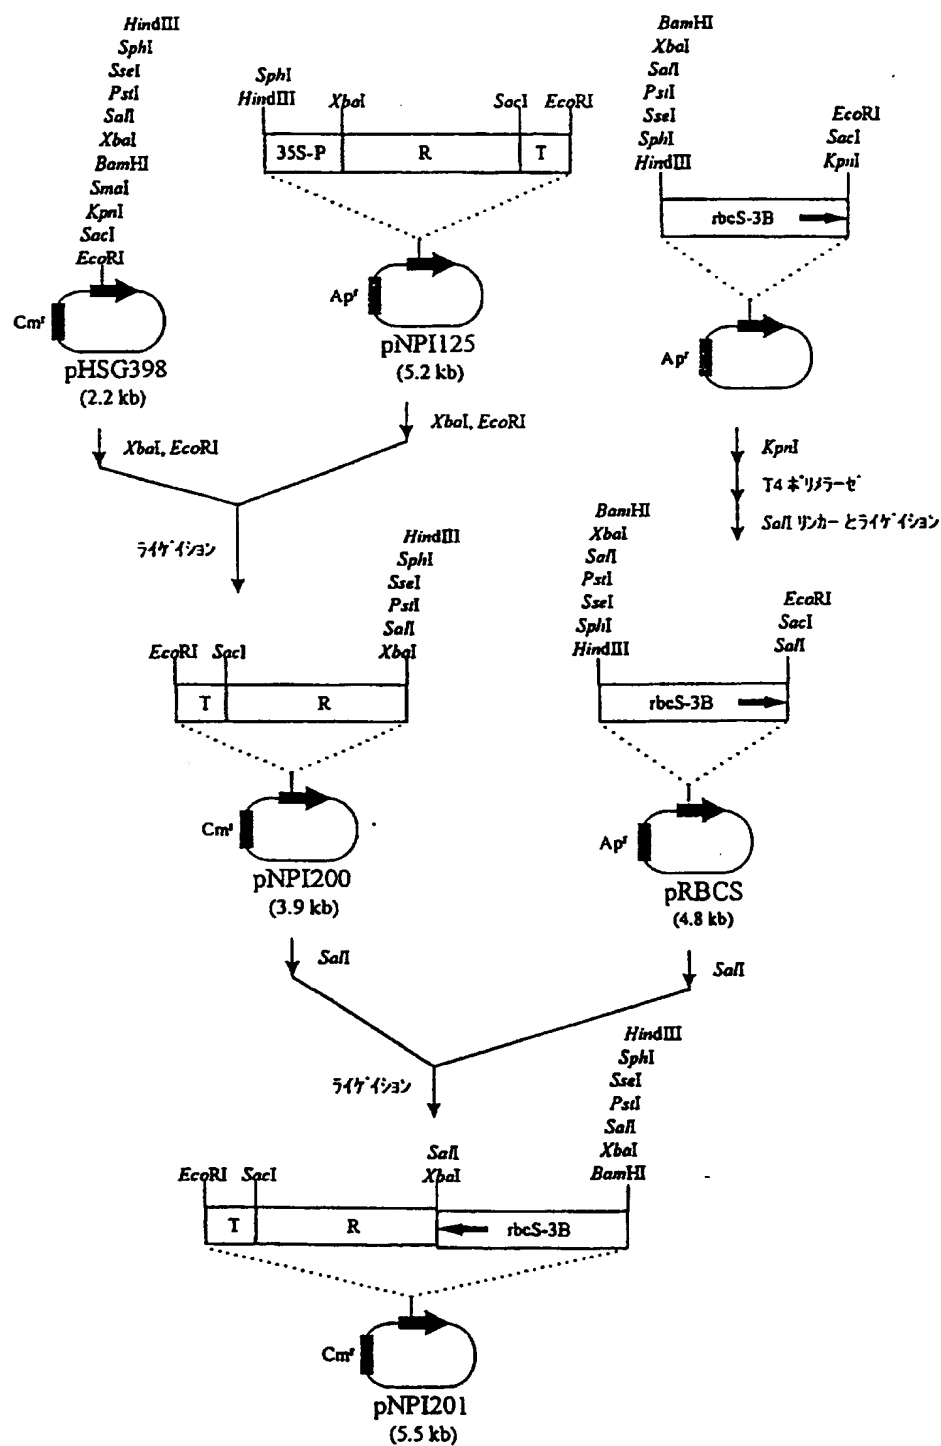 HindIII
SphI
SseI
PstI
SalI
XbaI
BamHI
SmaI
KpnI
SacI
EcoRI
Cmr
pHSG398
(2.2 kb)
SphI
HindIII
XbaI
SacI
EcoRI
35S-P
R
T
Apr
pNPI125
(5.2 kb)
BamHI
XbaI
SalI
PstI
SseI
SphI
HindIII
EcoRI
SacI
KpnI
rbcS-3B
Apr
XbaI, EcoRI
XbaI, EcoRI
KpnI
T4 ポリメラーゼ
SalI リンカーとライゲイション
ライゲイション
HindIII
SphI
SseI
PstI
SalI
XbaI
EcoRI
SacI
T
R
Cmr
pNPI200
(3.9 kb)
BamHI
XbaI
SalI
PstI
SseI
SphI
HindIII
EcoRI
SacI
SalI
rbcS-3B
Apr
pRBCS
(4.8 kb)
SalI
SalI
ライゲイション
HindIII
SphI
SseI
PstI
SalI
XbaI
BamHI
SalI
XbaI
EcoRI
SacI
T
R
rbcS-3B
Cmr
pNPI201
(5.5 kb)